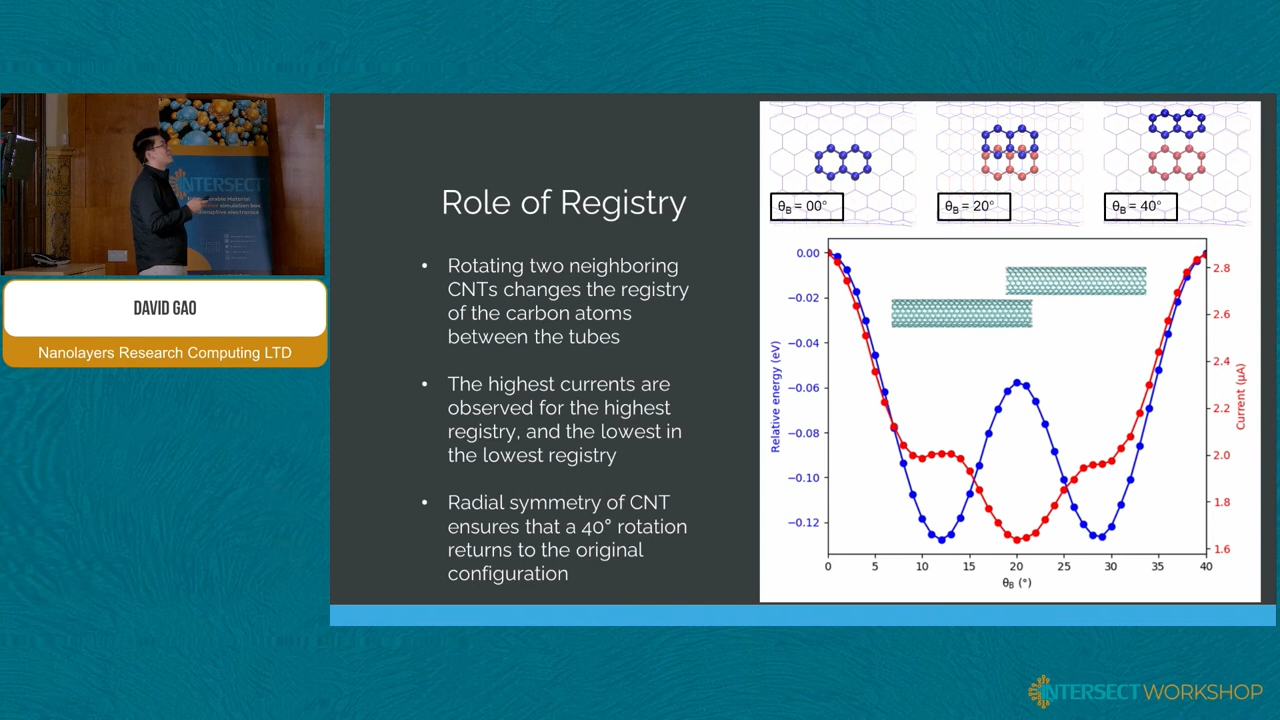 INTERSECT
DAVID GAO
Nanolayers Research Computing LTD
Role of Registry
• Rotating two neighboring
CNTs changes the registry
of the carbon atoms
between the tubes
• The highest currents are
observed for the highest
registry, and the lowest in
the lowest registry
• Radial symmetry of CNT
ensures that a 40° rotation
returns to the original
configuration
θB = 00°
θB = 20°
θB = 40°
Relative energy (eV)
0.00
−0.02
−0.04
−0.06
−0.08
−0.10
−0.12
2.8
2.6
2.4
2.2
2.0
1.8
1.6
Current (μA)
0 5 10 15 20 25 30 35 40
θB (°)
INTERSECT WORKSHOP